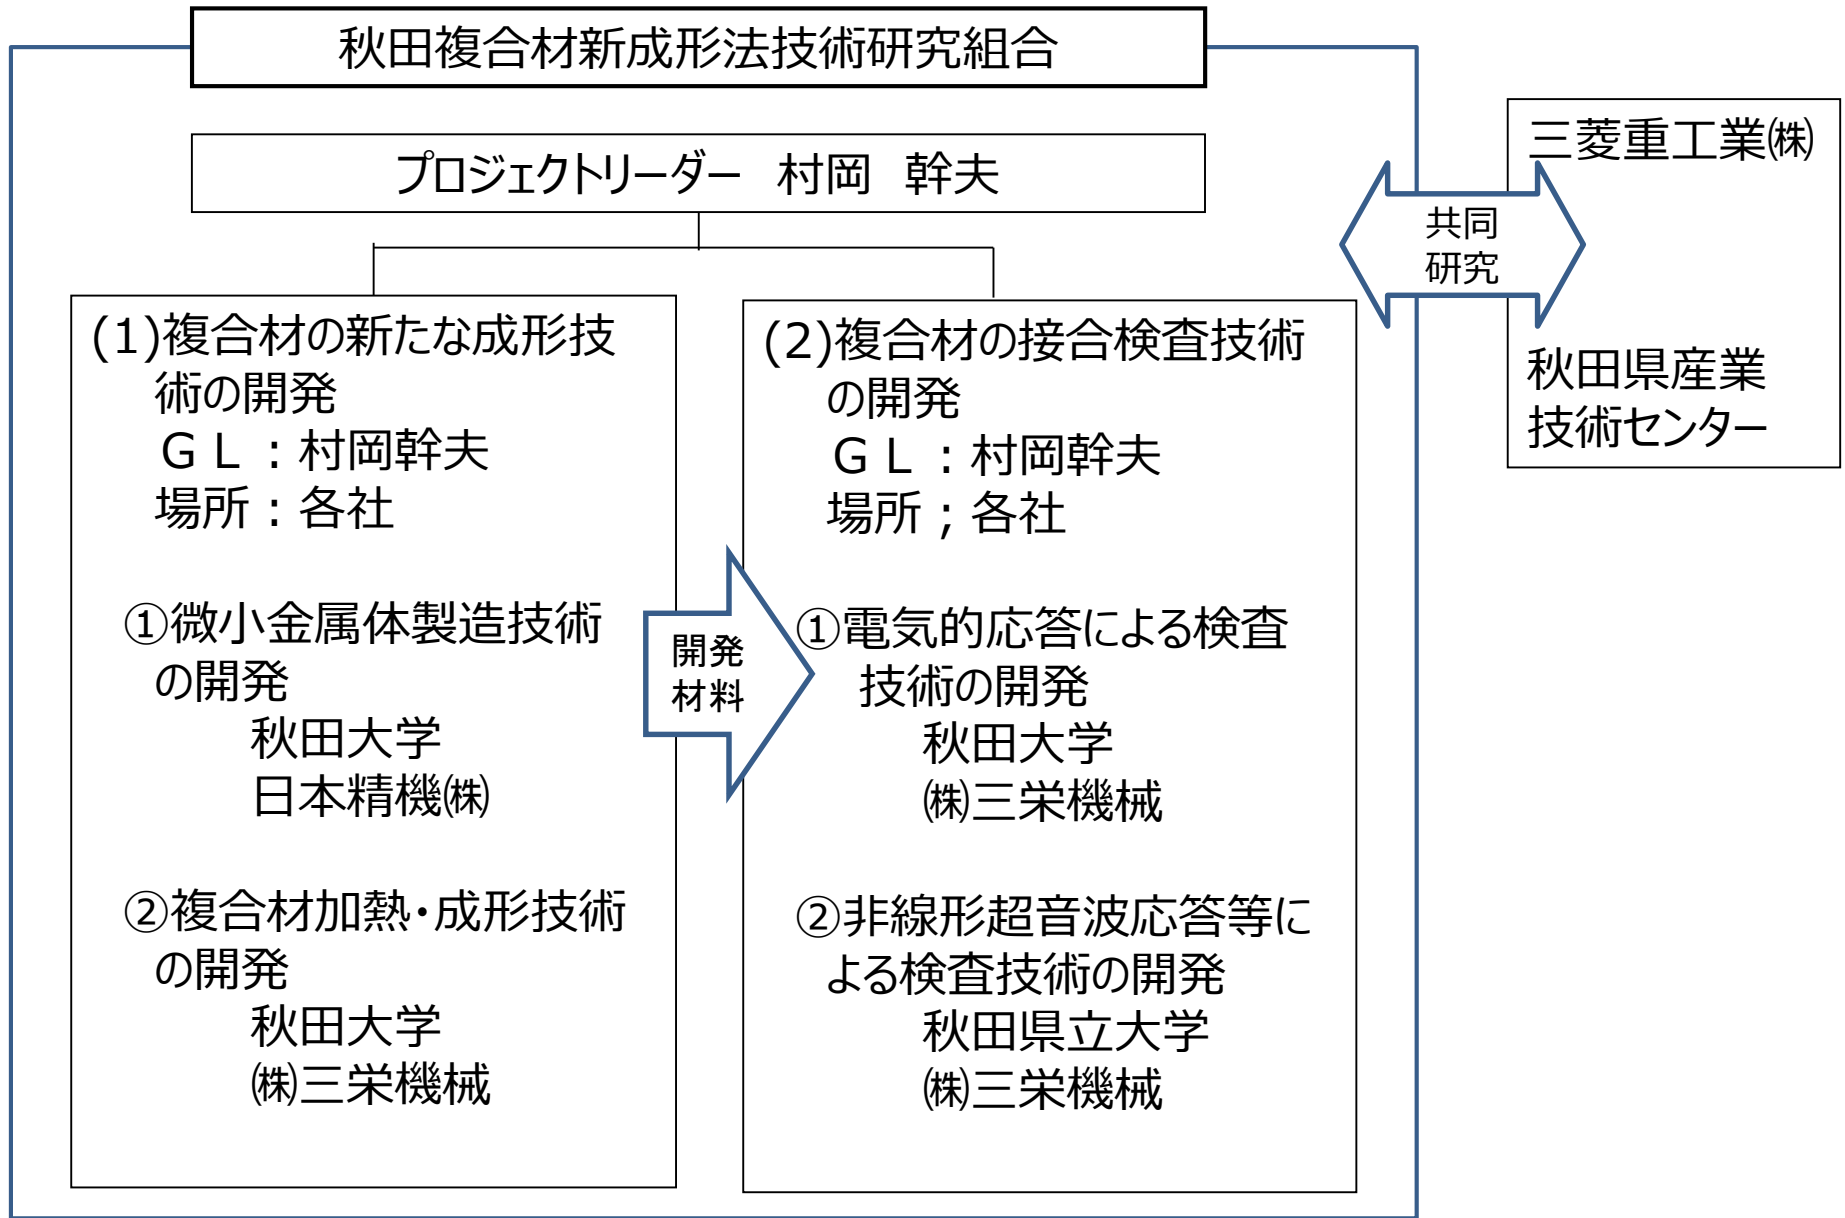 秋田複合材新成形法技術研究組合
プロジェクトリーダー　村岡　幹夫
(1)複合材の新たな成形技
術の開発
ＧＬ：村岡幹夫
場所：各社
①微小金属体製造技術
の開発
秋田大学
日本精機㈱
②複合材加熱・成形技術
の開発
秋田大学
㈱三栄機械
開発
材料
(2)複合材の接合検査技術
の開発
ＧＬ：村岡幹夫
場所；各社
①電気的応答による検査
技術の開発
秋田大学
㈱三栄機械
②非線形超音波応答等に
よる検査技術の開発
秋田県立大学
㈱三栄機械
共同
研究
三菱重工業㈱
秋田県産業
技術センター